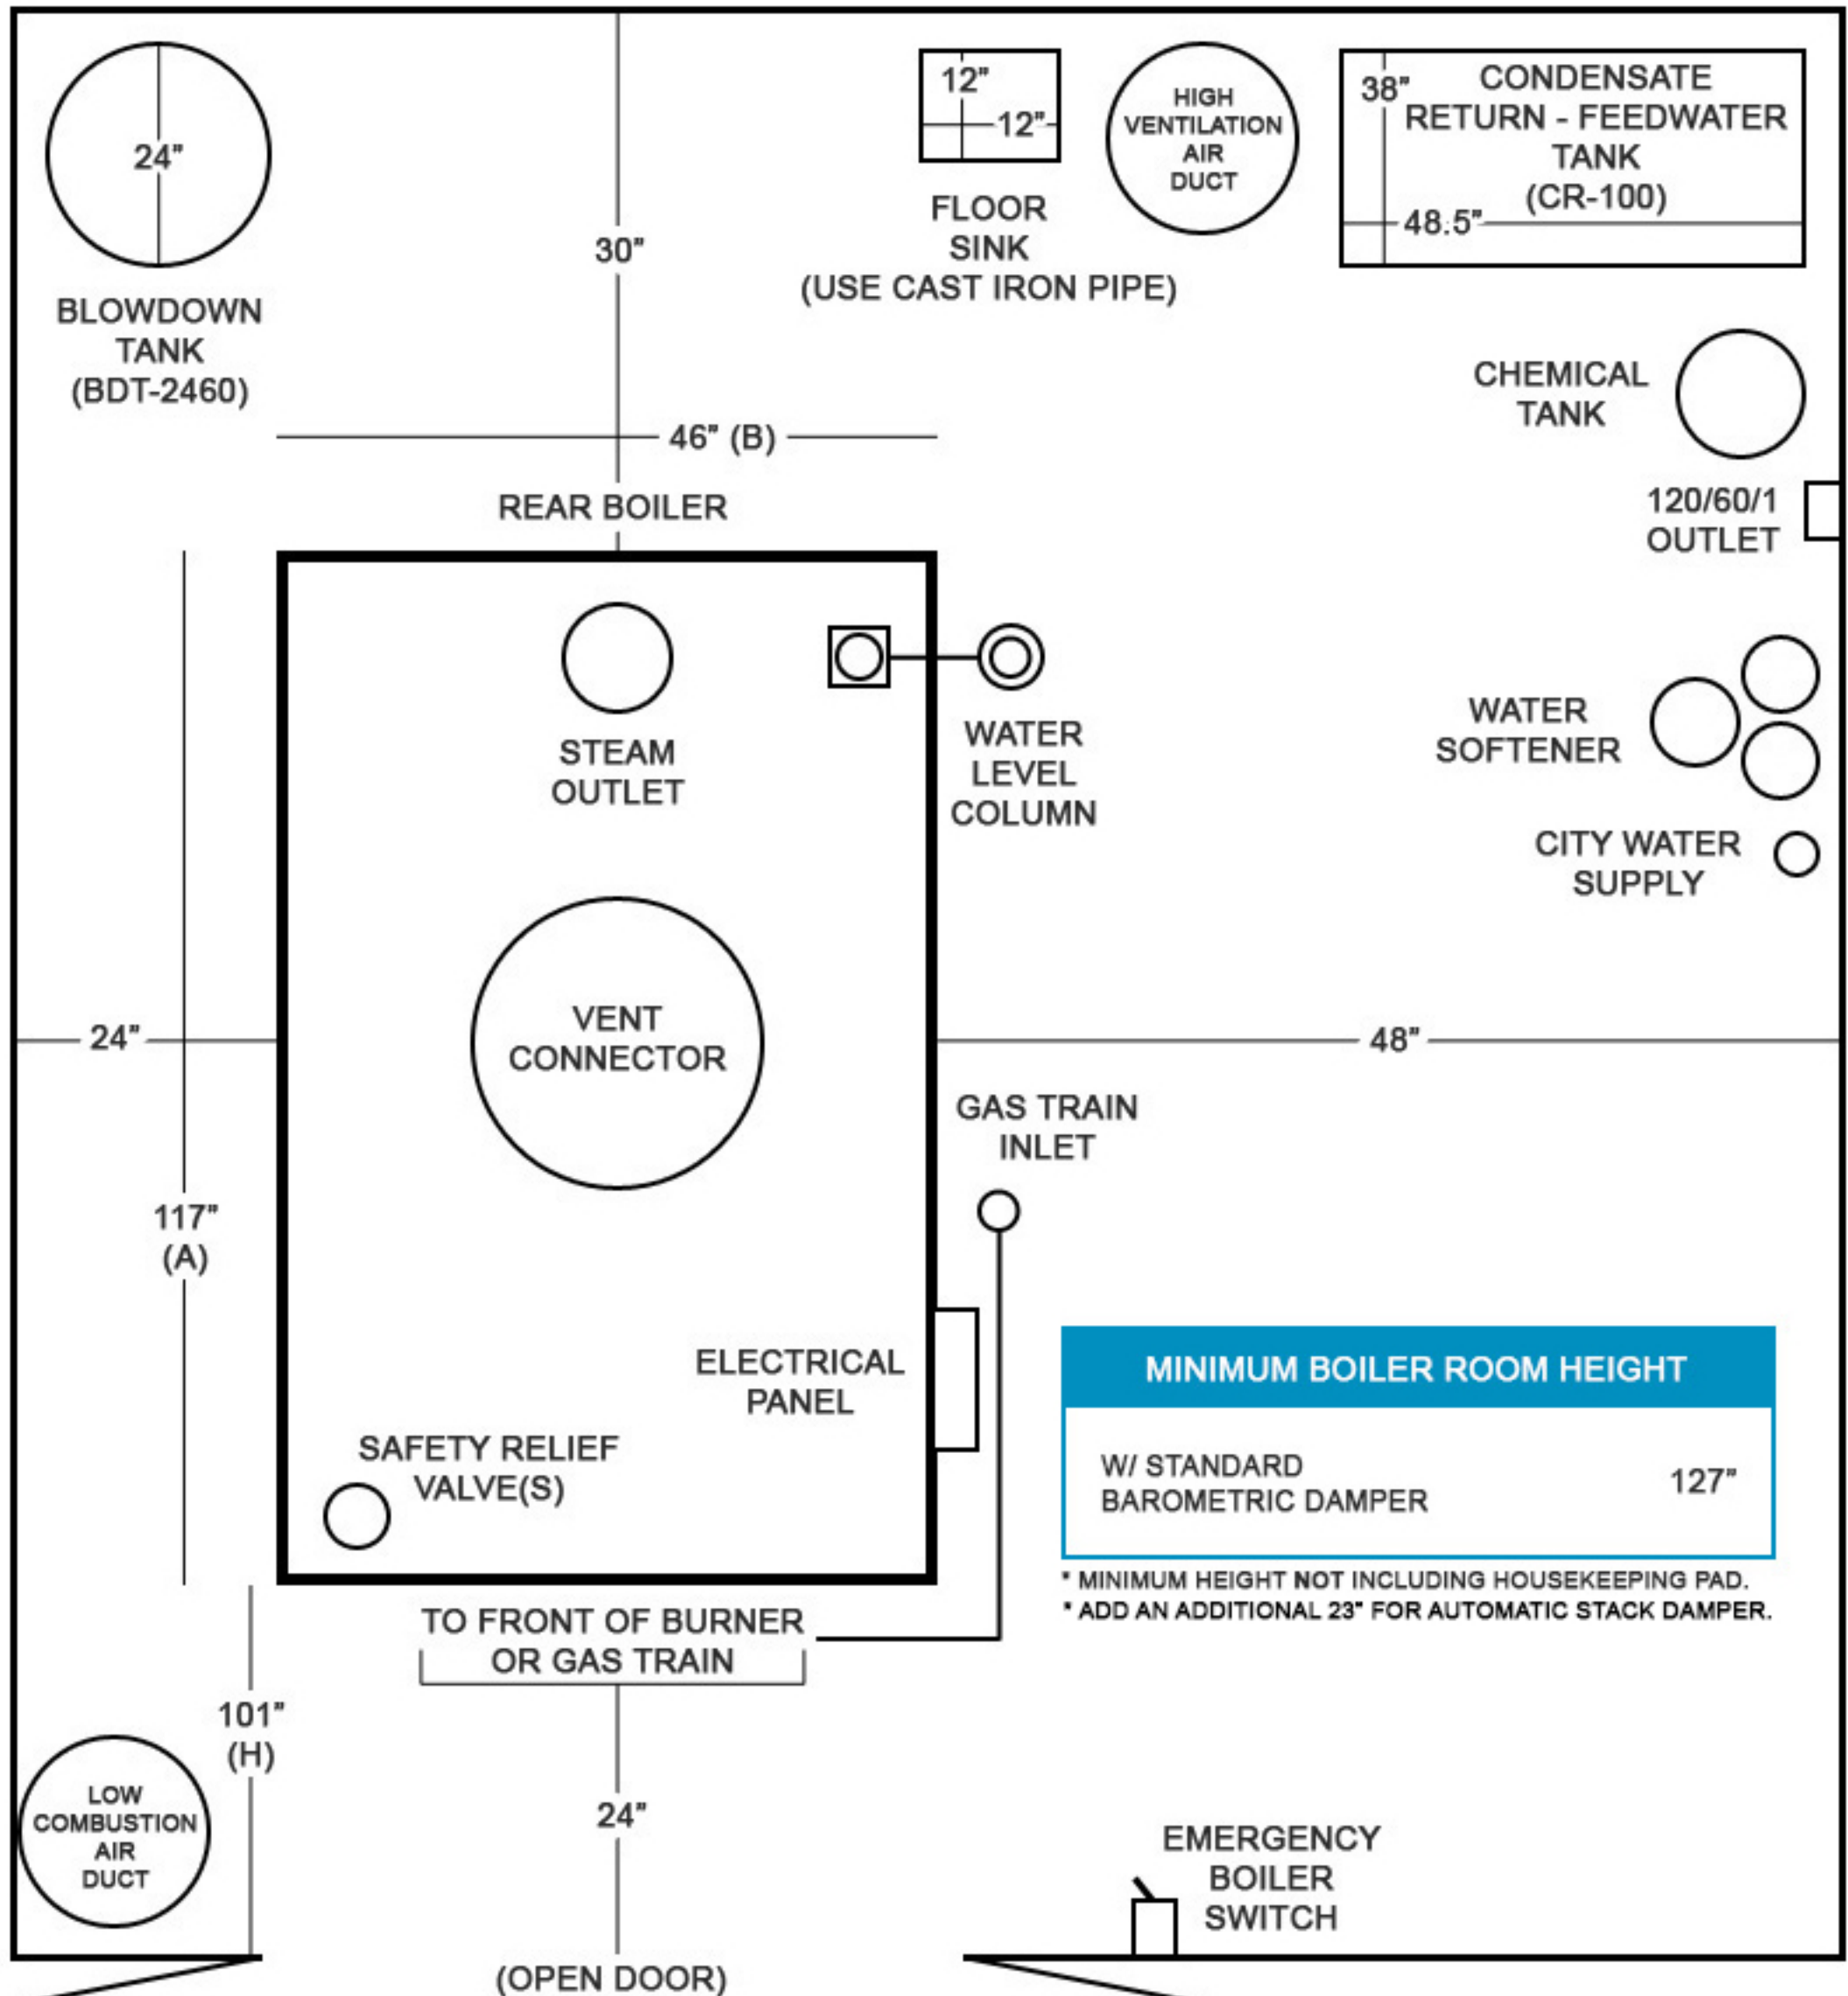 24"
BLOWDOWN
TANK
(BDT-2460)
30"
12"
12"
FLOOR
SINK
(USE CAST IRON PIPE)
HIGH
VENTILATION
AIR
DUCT
38"
CONDENSATE
RETURN - FEEDWATER
TANK
(CR-100)
48.5"
CHEMICAL
TANK
46" (B)
REAR BOILER
120/60/1
OUTLET
STEAM
OUTLET
WATER
LEVEL
COLUMN
WATER
SOFTENER
CITY WATER
SUPPLY
24"
VENT
CONNECTOR
48"
GAS TRAIN
INLET
117"
(A)
ELECTRICAL
PANEL
SAFETY RELIEF
VALVE(S)
MINIMUM BOILER ROOM HEIGHT
W/ STANDARD
BAROMETRIC DAMPER
127"
* MINIMUM HEIGHT NOT INCLUDING HOUSEKEEPING PAD.
* ADD AN ADDITIONAL 23" FOR AUTOMATIC STACK DAMPER.
TO FRONT OF BURNER
OR GAS TRAIN
101"
(H)
LOW
COMBUSTION
AIR
DUCT
24"
EMERGENCY
BOILER
SWITCH
(OPEN DOOR)